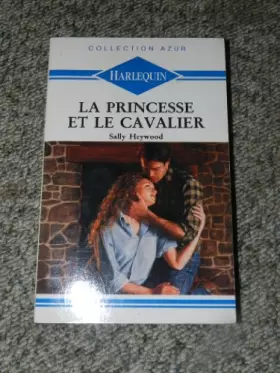 COLLECTION AZUR
HARLEQUIN
LA PRINCESSE
ET LE CAVALIER
Sally Heywood